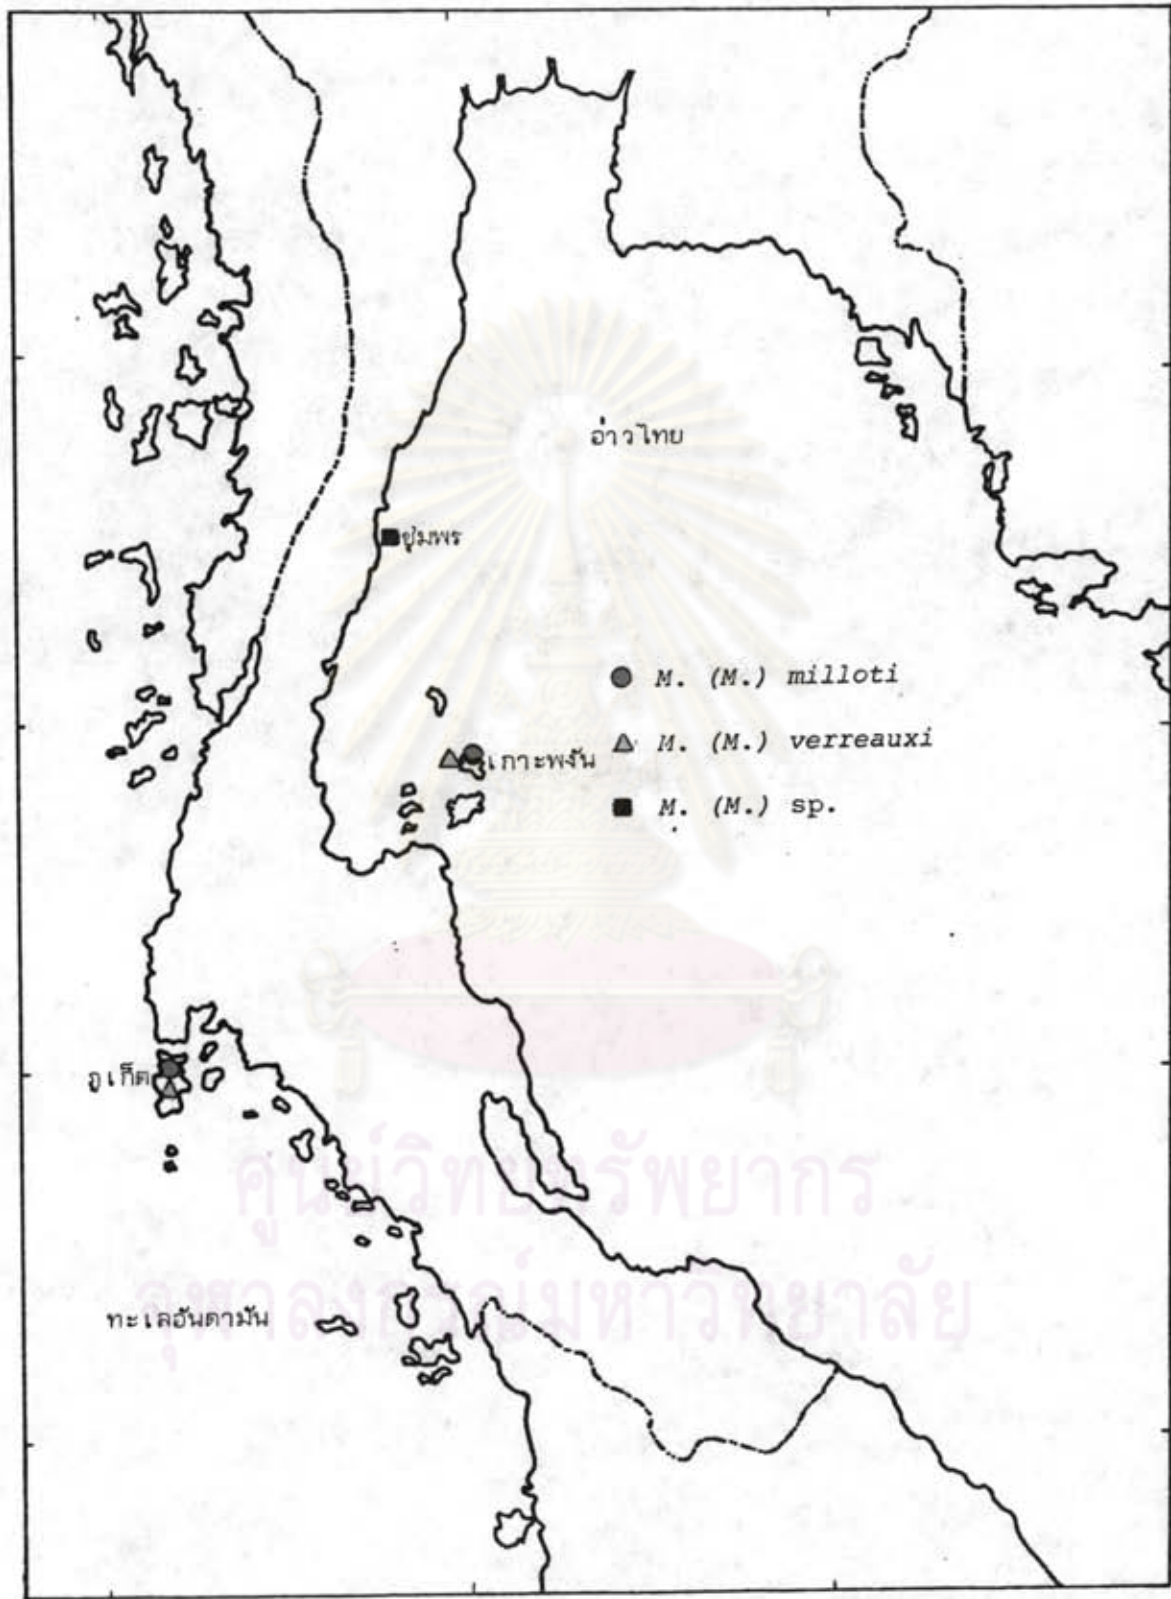 อ่าวไทย
ชุมพร
M. (M.) milloti
M. (M.) verreauxi
เกาะพงัน
M. (M.) sp.
ภูเก็ต
ศูนย์วิทยทรัพยากร
จุฬาลงกรณ์มหาวิทยาลัย
ทะเลอันดามัน